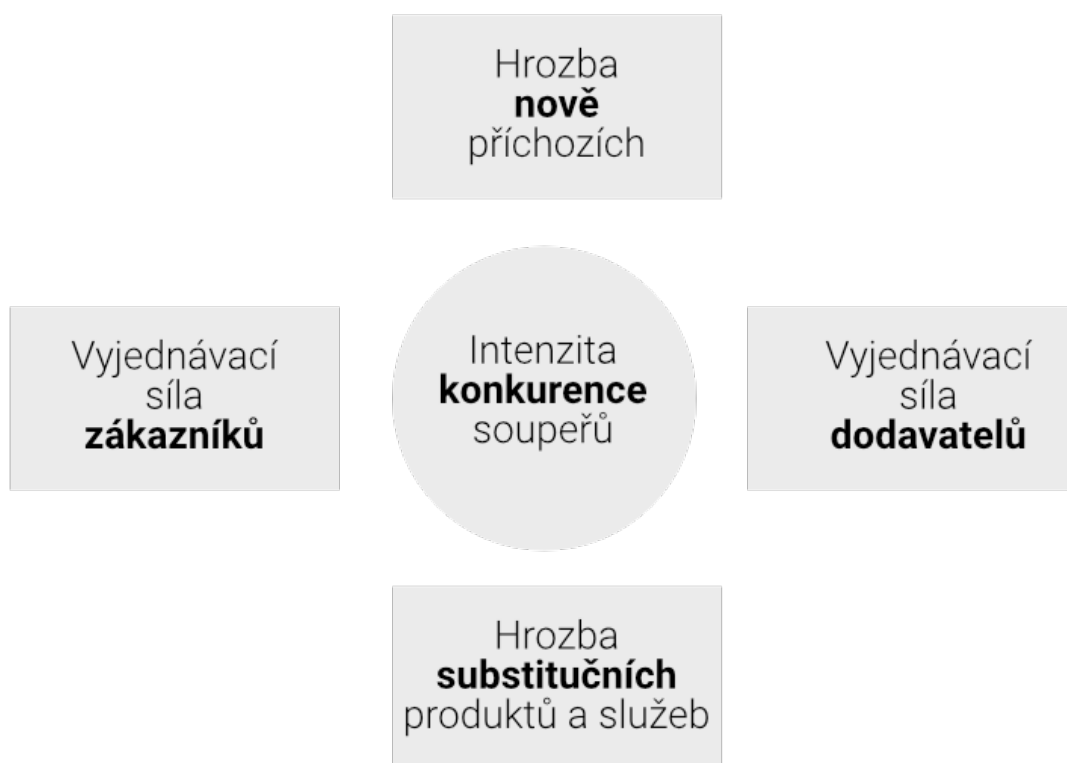 Hrozba
nově
příchozích
Vyjednávací
síla
zákazníků
Intenzita
konkurence
soupeřů
Vyjednávací
síla
dodavatelů
Hrozba
substitučních
produktů a služeb